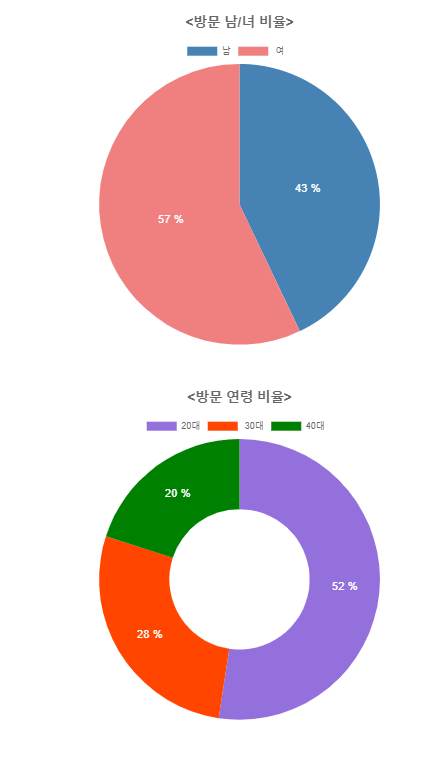 <방문 남/녀 비율>
남 여
43 %
57 %
<방문 연령 비율>
20대 30대 40대
20 %
52 %
28 %